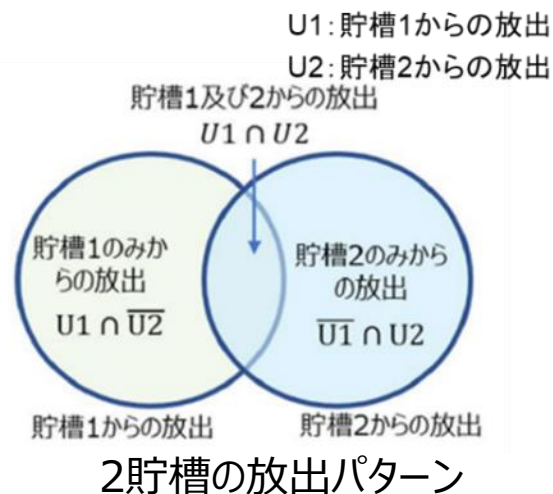 U1:貯槽1からの放出
U2:貯槽2からの放出
貯槽1及び2からの放出
U1 ∩ U2
貯槽1のみか
らの放出
U1 ∩ U̅2̅
貯槽2のみから
の放出
U̅1̅ ∩ U2
貯槽1からの放出
貯槽2からの放出
2貯槽の放出パターン